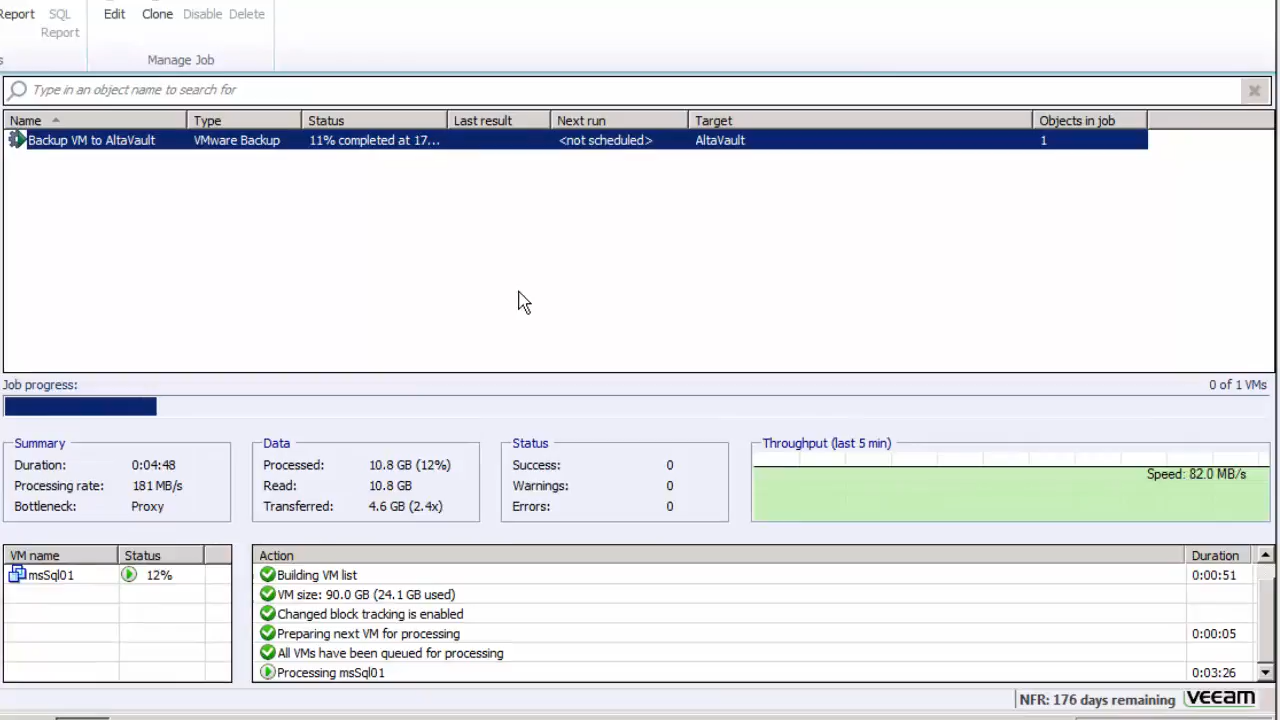 Report SQL Report Edit Clone Disable Delete
s Manage Job
Type in an object name to search for
Name Type Status Last result Next run Target Objects in job
Backup VM to AltaVault VMware Backup 11% completed at 17... <not scheduled> AltaVault 1
Job progress: 0 of 1 VMs
Summary Data Status Throughput (last 5 min)
Duration: 0:04:48 Processed: 10.8 GB (12%) Success: 0 Speed: 82.0 MB/s
Processing rate: 181 MB/s Read: 10.8 GB Warnings: 0
Bottleneck: Proxy Transferred: 4.6 GB (2.4x) Errors: 0
VM name Status Action Duration
msSql01 12% Building VM list 0:00:51
VM size: 90.0 GB (24.1 GB used)
Changed block tracking is enabled
Preparing next VM for processing 0:00:05
All VMs have been queued for processing
Processing msSql01 0:03:26
NFR: 176 days remaining veeam